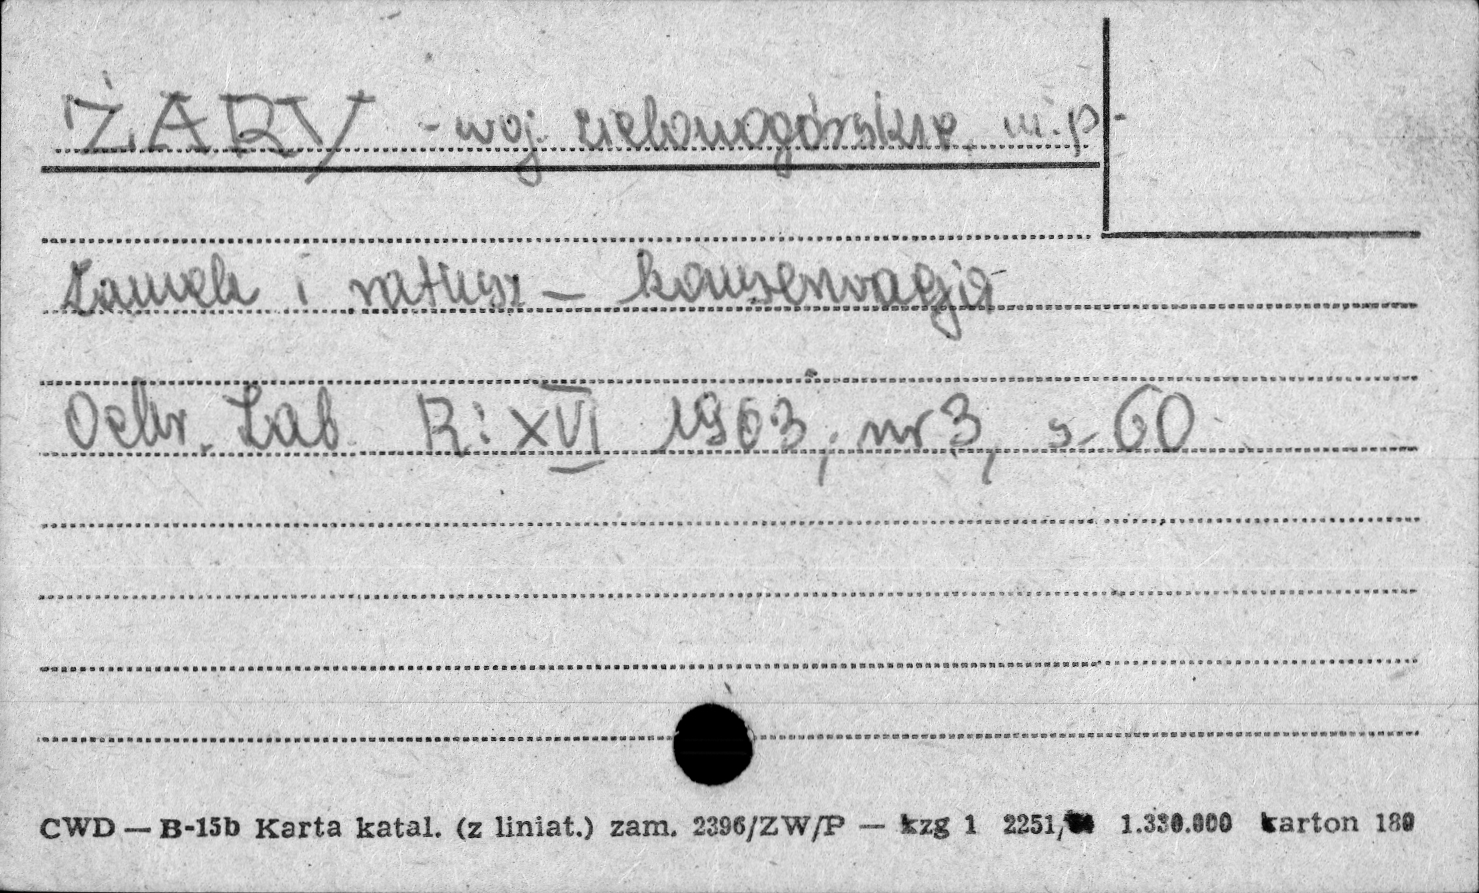 ŻARY - woj. zielonogórskie, m.p.
Zamek i ratusz - konserwacja
Ochr. Zab. R: XVI 1963, nr 3, s. 60
CWD — B-15b Karta katal. (z liniat.) zam. 2396/ZW/P — kzg 1 2251/ 1.330.000 karton 180